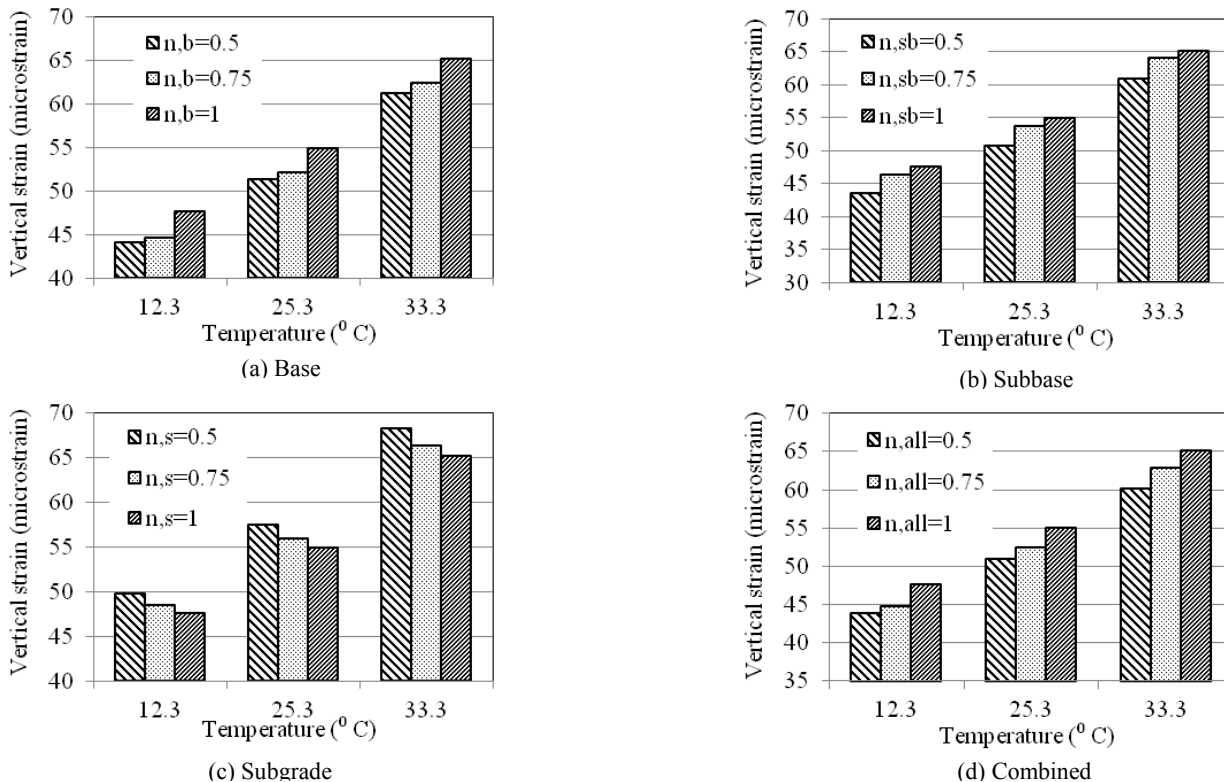 70
65
60
55
50
45
40
Vertical strain (microstrain)
n,b=0.5
n,b=0.75
n,b=1
12.3 25.3 33.3
Temperature (⁰ C)
(a) Base
70
65
60
55
50
45
40
35
30
Vertical strain (microstrain)
n,sb=0.5
n,sb=0.75
n,sb=1
12.3 25.3 33.3
Temperature (⁰ C)
(b) Subbase
70
65
60
55
50
45
40
Vertical strain (microstrain)
n,s=0.5
n,s=0.75
n,s=1
12.3 25.3 33.3
Temperature (⁰ C)
(c) Subgrade
70
65
60
55
50
45
40
35
Vertical strain (microstrain)
n,all=0.5
n,all=0.75
n,all=1
12.3 25.3 33.3
Temperature (⁰ C)
(d) Combined